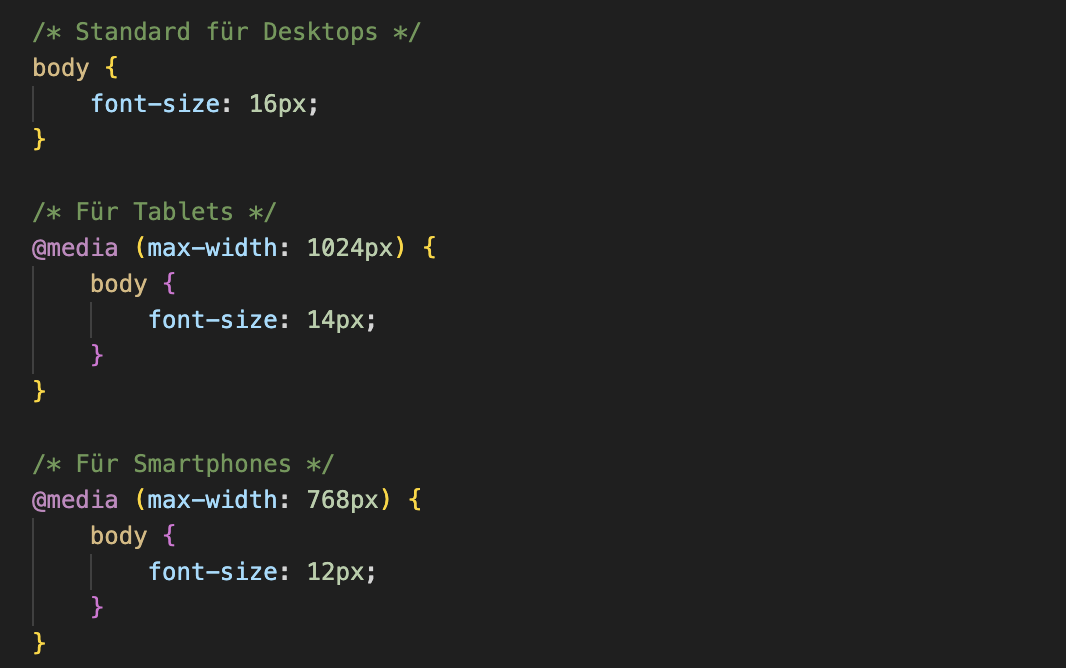 /* Standard für Desktops */
body {
    font-size: 16px;
}
/* Für Tablets */
@media (max-width: 1024px) {
    body {
        font-size: 14px;
    }
}
/* Für Smartphones */
@media (max-width: 768px) {
    body {
        font-size: 12px;
    }
}